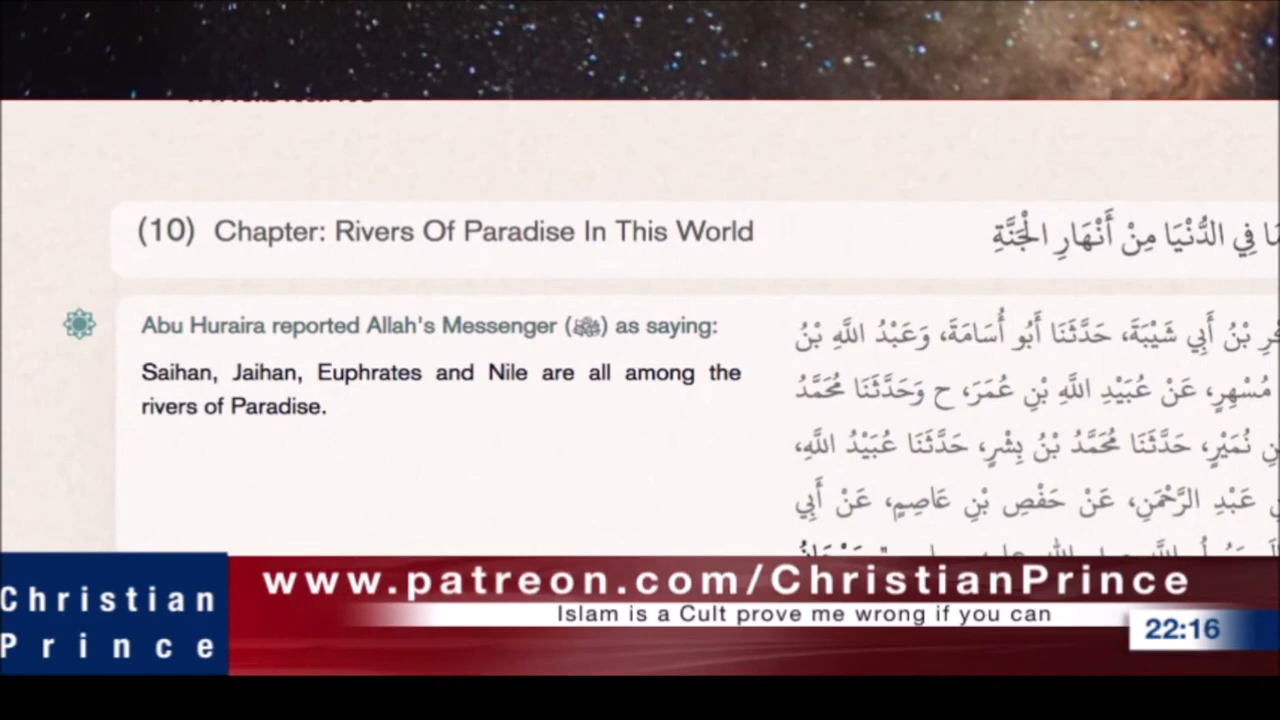 (10) Chapter: Rivers Of Paradise In This World
فِي الدُّنْيَا مِنْ أَنْهَارِ الْجَنَّةِ
Abu Huraira reported Allah's Messenger (ﷺ) as saying:
Saihan, Jaihan, Euphrates and Nile are all among the
rivers of Paradise.
بْنُ أَبِي شَيْبَةَ، حَدَّثَنَا أَبُو أُسَامَةَ، وَعَبْدُ اللَّهِ بْنُ
مُسْهِرٍ، عَنْ عُبَيْدِ اللَّهِ بْنِ عُمَرَ، ح وَحَدَّثَنَا مُحَمَّدُ
نُمَيْرٍ، حَدَّثَنَا مُحَمَّدُ بْنُ بِشْرٍ، حَدَّثَنَا عُبَيْدُ اللَّهِ،
عَبْدِ الرَّحْمَنِ، عَنْ حَفْصِ بْنِ عَاصِمٍ، عَنْ أَبِي
www.patreon.com/ChristianPrince
Islam is a Cult prove me wrong if you can
Christian
Prince
22:16